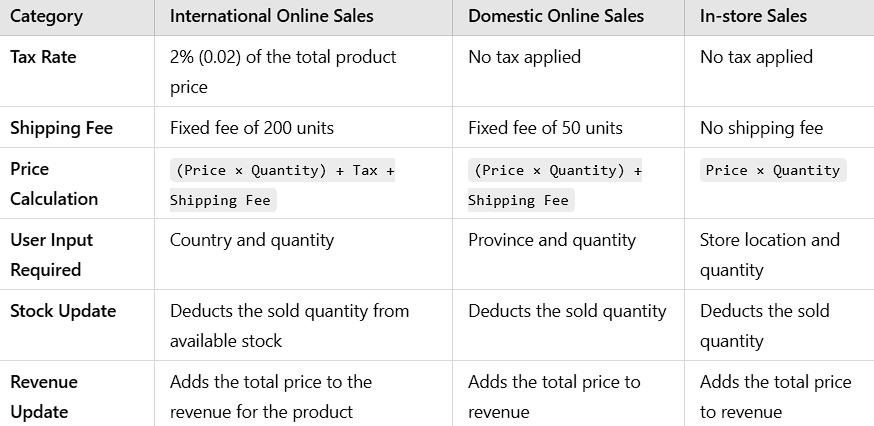 Category International Online Sales Domestic Online Sales In-store Sales
Tax Rate 2% (0.02) of the total product No tax applied No tax applied
price
Shipping Fee Fixed fee of 200 units Fixed fee of 50 units No shipping fee
Price (Price × Quantity) + Tax + (Price × Quantity) + Price × Quantity
Calculation Shipping Fee Shipping Fee
User Input Country and quantity Province and quantity Store location and
Required quantity
Stock Update Deducts the sold quantity from Deducts the sold quantity Deducts the sold
available stock quantity
Revenue Adds the total price to the Adds the total price to Adds the total price
Update revenue for the product revenue to revenue